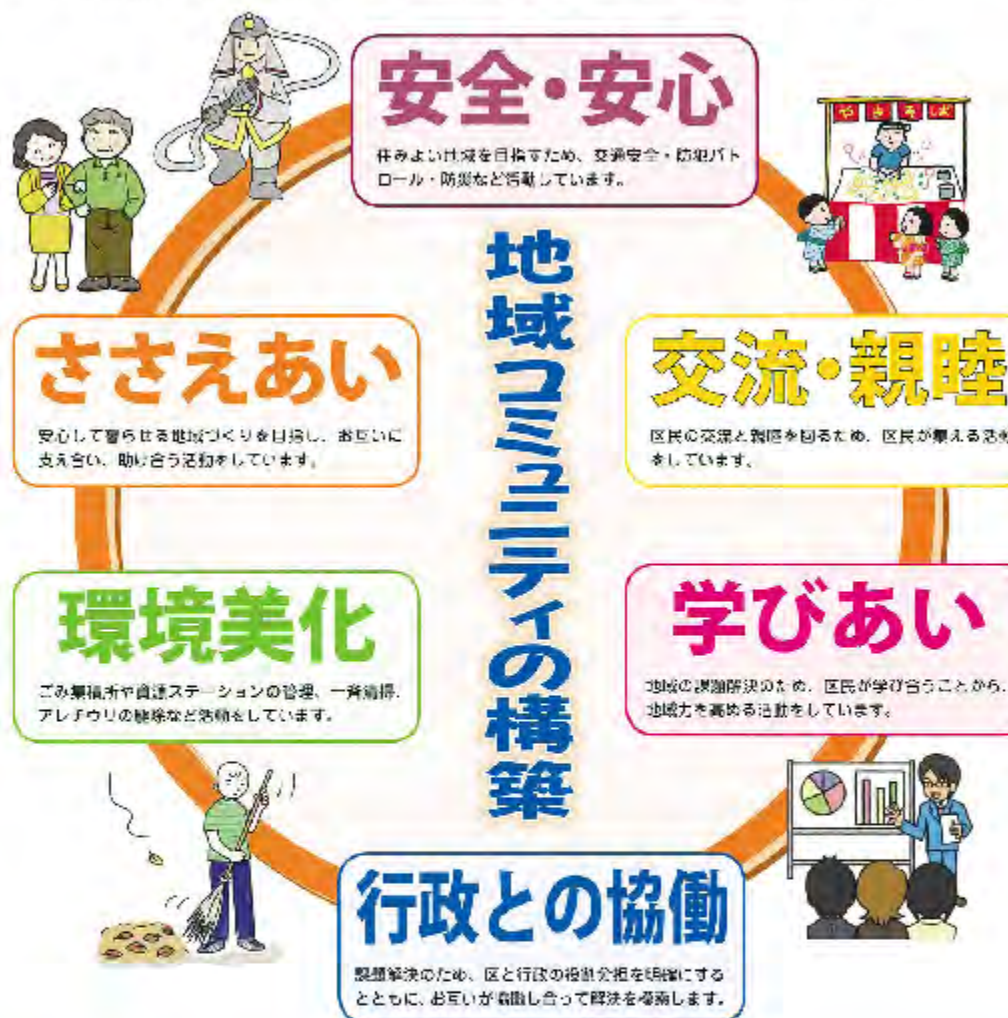 安全・安心
住みよい地域を目指すため、交通安全・防犯パト
ロール・防災など活動しています。
やきそば
地域コミュニティの構築
ささえあい
安心して暮らせる地域づくりを目指し、お互いに
支え合い、助け合う活動をしています。
交流・親睦
区民の交流と親睦を図るため、区民が集える活動
をしています。
環境美化
ごみ集積所や資源ステーションの管理、一斉清掃、
アレチウリの駆除など活動をしています。
学びあい
地域の課題解決のため、区民が学び合うことから、
地域力を高める活動をしています。
行政との協働
課題解決のため、区と行政の役割分担を明確にする
とともに、お互いが協働し合って解決を模索します。